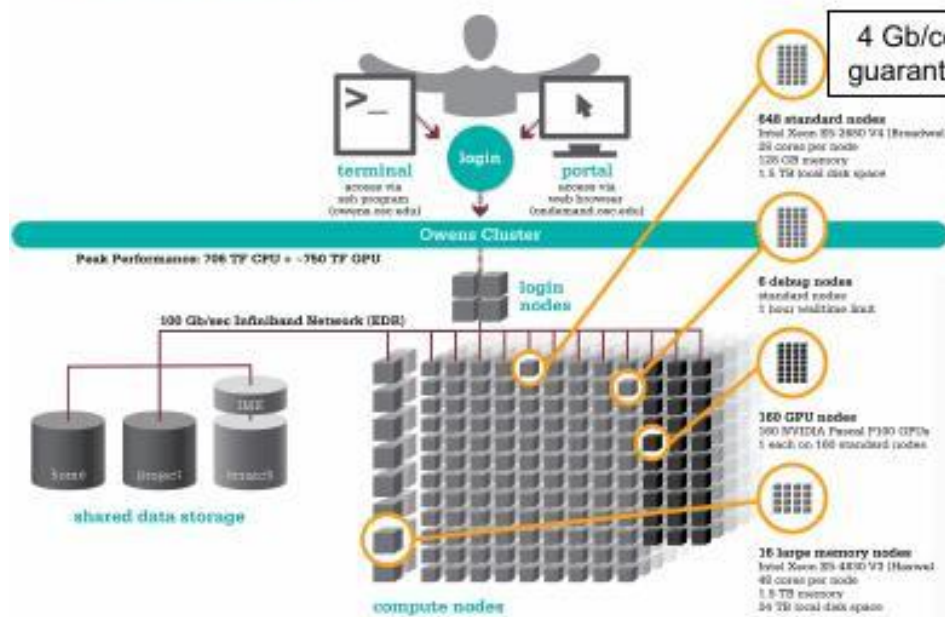 4 Gb/co
guarant
>_
login
terminal
access via
ssh program
(owens.osc.edu)
portal
access via
web browser
(ondemand.osc.edu)
Owens Cluster
Peak Performance: 706 TF CPU + ~750 TF GPU
login
nodes
100 Gb/sec Infiniband Network (EDR)
IME
home
project
scratch
shared data storage
compute nodes
648 standard nodes
Intel Xeon E5-2680 V4 (Broadwel
28 cores per node
128 GB memory
1.5 TB local disk space
6 debug nodes
standard nodes
1 hour walltime limit
160 GPU nodes
160 NVIDIA Pascal P100 GPUs
1 each on 160 standard nodes
16 large memory nodes
Intel Xeon E5-4830 V3 (Haswel
48 cores per node
1.5 TB memory
24 TB local disk space